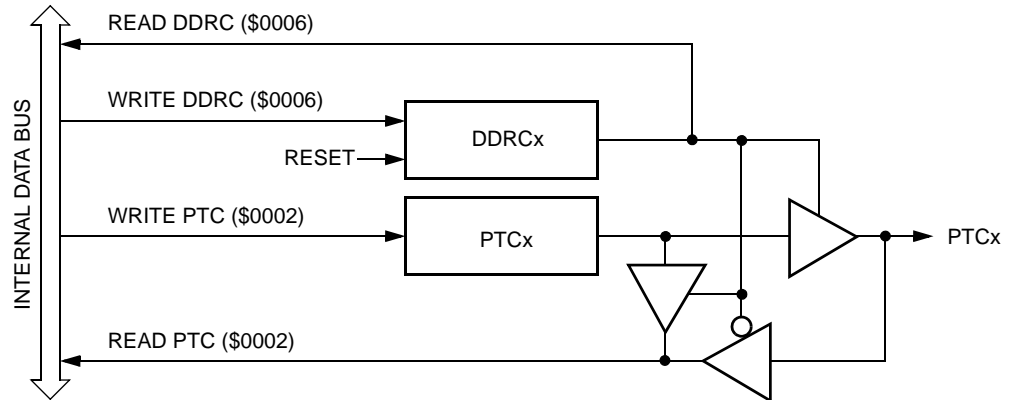 READ DDRC ($0006)
WRITE DDRC ($0006)
DDRCx
RESET
WRITE PTC ($0002)
PTCx
PTCx
READ PTC ($0002)
INTERNAL DATA BUS